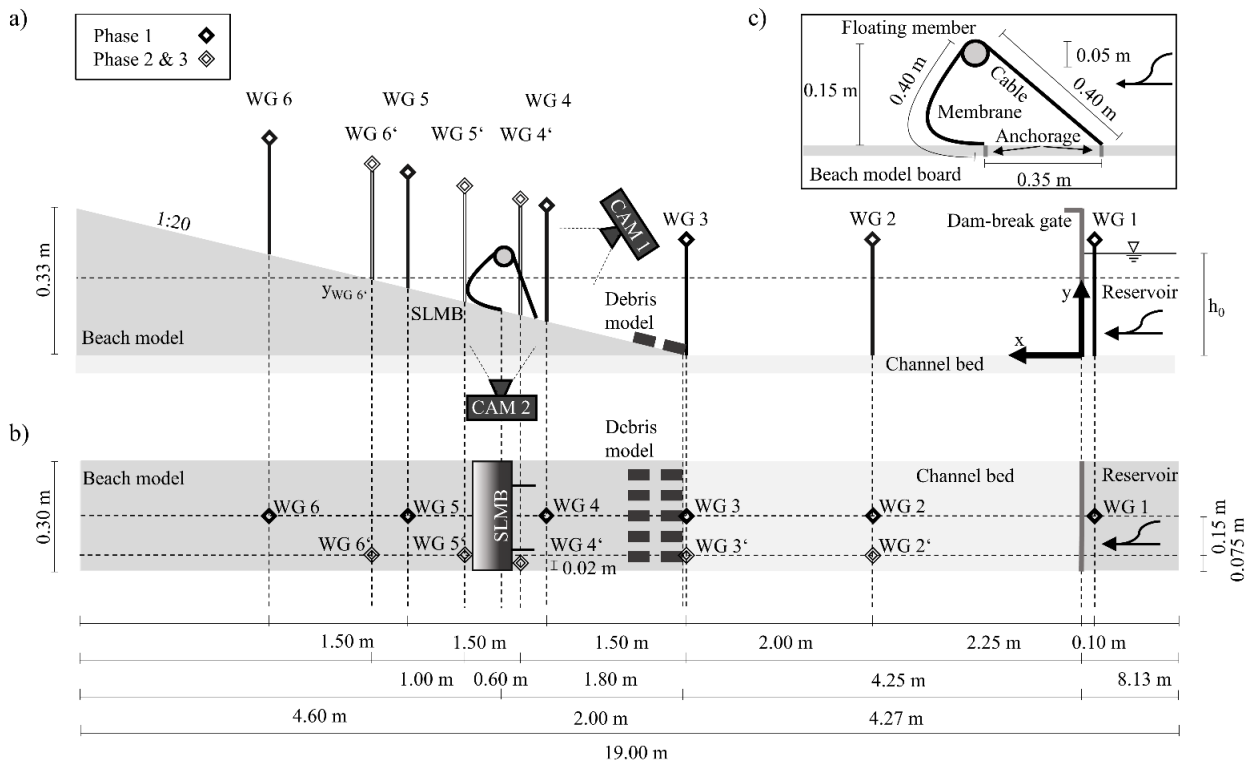 a)
Phase 1
Phase 2 & 3
c)
Floating member
0.05 m
0.15 m
0.40 m
Cable
0.40 m
Membrane
Anchorage
Beach model board
0.35 m
WG 6
WG 5
WG 4
WG 6‘
WG 5‘
WG 4‘
CAM 1
WG 3
WG 2
Dam-break gate
WG 1
1:20
0.33 m
yWG 6‘
SLMB
Debris
model
y
Reservoir
h0
Beach model
x
Channel bed
CAM 2
b)
Debris
model
Beach model
Channel bed
Reservoir
0.30 m
WG 6
WG 5
SLMB
WG 4
WG 3
WG 2
WG 1
WG 6‘
WG 5‘
WG 4‘
WG 3‘
WG 2‘
0.02 m
0.15 m
0.075 m
1.50 m
1.50 m
1.50 m
2.00 m
2.25 m
0.10 m
1.00 m
0.60 m
1.80 m
4.25 m
8.13 m
4.60 m
2.00 m
4.27 m
19.00 m